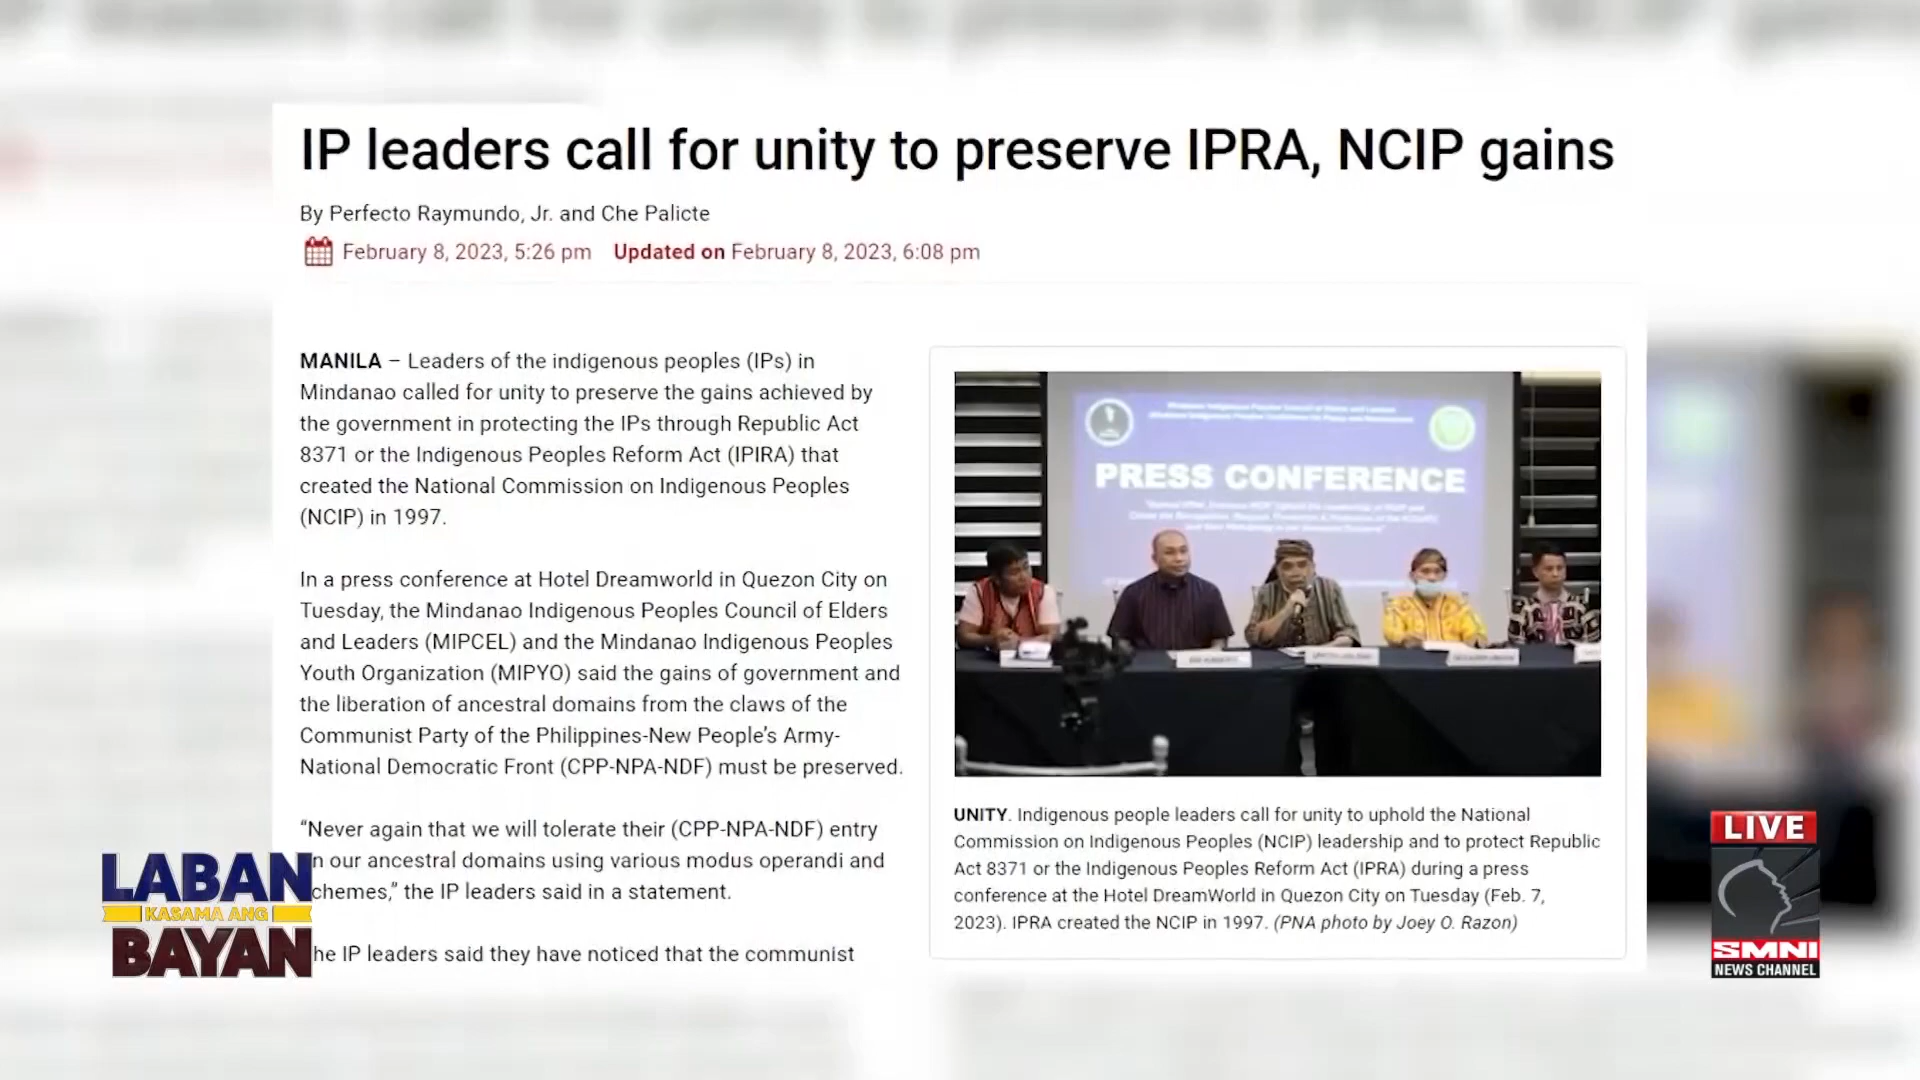 IP leaders call for unity to preserve IPRA, NCIP gains
By Perfecto Raymundo, Jr. and Che Palicte
February 8, 2023, 5:26 pm Updated on February 8, 2023, 6:08 pm
MANILA – Leaders of the indigenous peoples (IPs) in
Mindanao called for unity to preserve the gains achieved by
the government in protecting the IPs through Republic Act
8371 or the Indigenous Peoples Reform Act (IPIRA) that
created the National Commission on Indigenous Peoples
(NCIP) in 1997.
In a press conference at Hotel Dreamworld in Quezon City on
Tuesday, the Mindanao Indigenous Peoples Council of Elders
and Leaders (MIPCEL) and the Mindanao Indigenous Peoples
Youth Organization (MIPYO) said the gains of government and
the liberation of ancestral domains from the claws of the
Communist Party of the Philippines-New People's Army-
National Democratic Front (CPP-NPA-NDF) must be preserved.
“Never again that we will tolerate their (CPP-NPA-NDF) entry
n our ancestral domains using various modus operandi and
chemes,” the IP leaders said in a statement.
he IP leaders said they have noticed that the communist
PRESS CONFERENCE
UNITY. Indigenous people leaders call for unity to uphold the National
Commission on Indigenous Peoples (NCIP) leadership and to protect Republic
Act 8371 or the Indigenous Peoples Reform Act (IPRA) during a press
conference at the Hotel DreamWorld in Quezon City on Tuesday (Feb. 7,
2023). IPRA created the NCIP in 1997. (PNA photo by Joey O. Razon)
LABAN
KASAMA ANG
BAYAN
LIVE
SMNI
NEWS CHANNEL